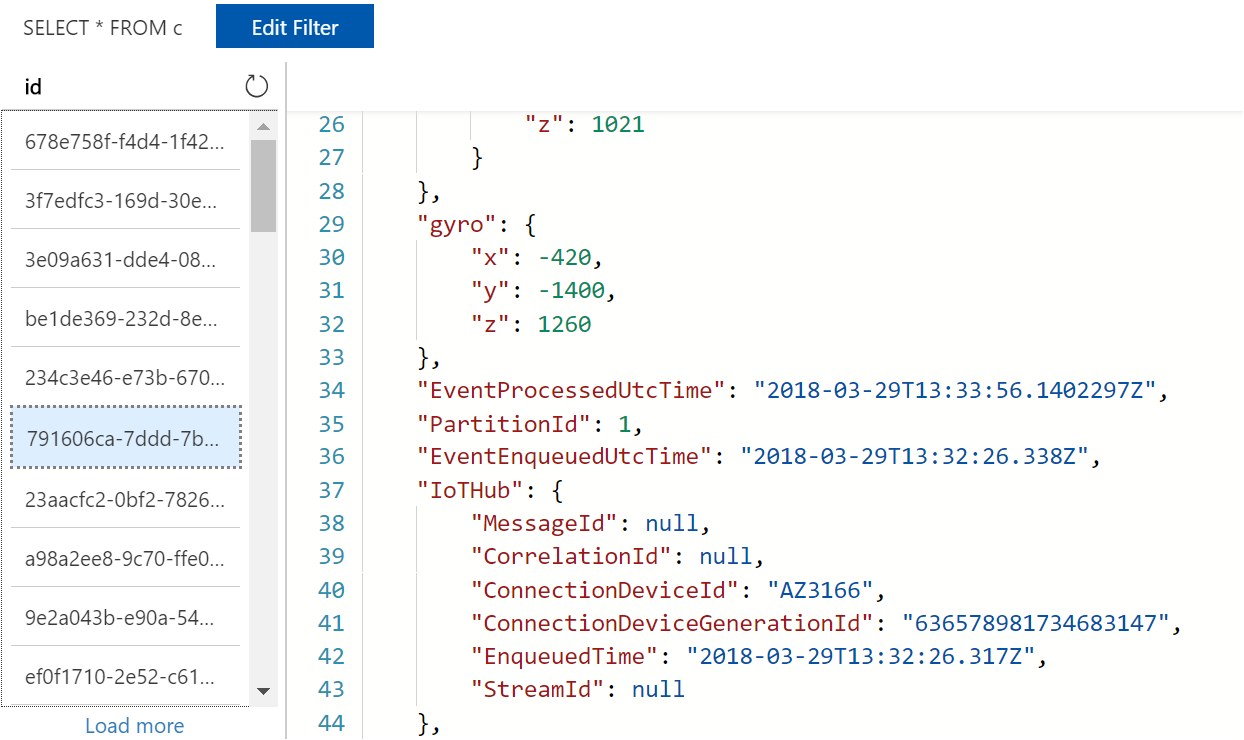 SELECT * FROM c
Edit Filter
id
678e758f-f4d4-1f42...
3f7edfc3-169d-30e...
3e09a631-dde4-08...
be1de369-232d-8e...
234c3e46-e73b-670...
791606ca-7ddd-7b...
23aacfc2-0bf2-7826...
a98a2ee8-9c70-ffe0...
9e2a043b-e90a-54...
ef0f1710-2e52-c61...
Load more
26 "z": 1021
27 }
28 },
29 "gyro": {
30 "x": -420,
31 "y": -1400,
32 "z": 1260
33 },
34 "EventProcessedUtcTime": "2018-03-29T13:33:56.1402297Z",
35 "PartitionId": 1,
36 "EventEnqueuedUtcTime": "2018-03-29T13:32:26.338Z",
37 "IoTHub": {
38 "MessageId": null,
39 "CorrelationId": null,
40 "ConnectionDeviceId": "AZ3166",
41 "ConnectionDeviceGenerationId": "636578981734683147",
42 "EnqueuedTime": "2018-03-29T13:32:26.317Z",
43 "StreamId": null
44 },